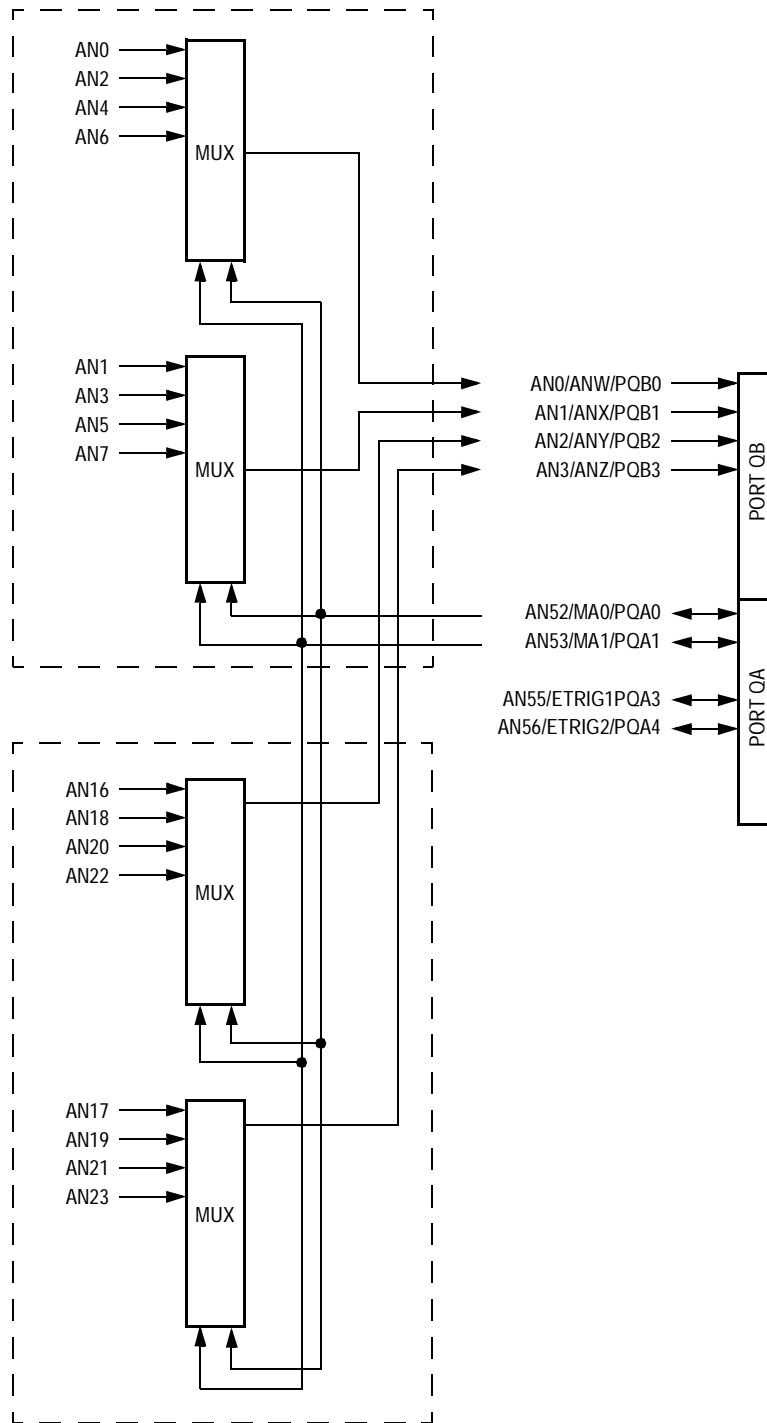 AN0
AN2
AN4
AN6
MUX
AN1
AN3
AN5
AN7
MUX
AN0/ANW/PQB0
AN1/ANX/PQB1
AN2/ANY/PQB2
AN3/ANZ/PQB3
PORT QB
AN52/MA0/PQA0
AN53/MA1/PQA1
AN55/ETRIG1PQA3
AN56/ETRIG2/PQA4
PORT QA
AN16
AN18
AN20
AN22
MUX
AN17
AN19
AN21
AN23
MUX